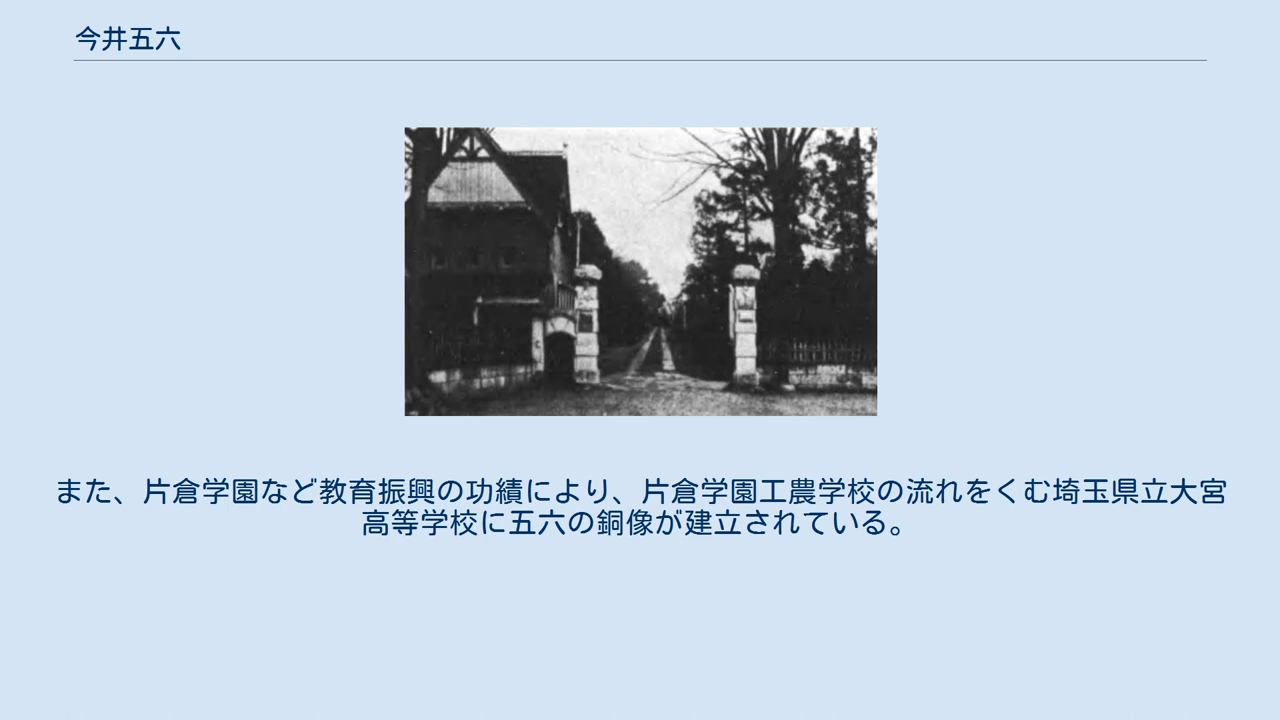 今井五六
また、片倉学園など教育振興の功績により、片倉学園工農学校の流れをくむ埼玉県立大宮
高等学校に五六の銅像が建立されている。